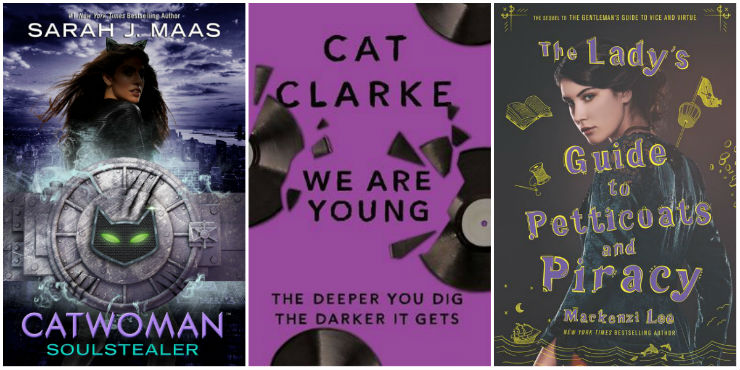 #1 New York Times Bestselling Author
SARAH J. MAAS
CATWOMAN™
SOULSTEALER
CAT
CLARKE
WE ARE
YOUNG
THE DEEPER YOU DIG
THE DARKER IT GETS
THE SEQUEL TO THE GENTLEMAN'S GUIDE TO VICE AND VIRTUE
The Lady's
Guide
to
Petticoats
and
Piracy
Mackenzi Lee
NEW YORK TIMES BESTSELLING AUTHOR